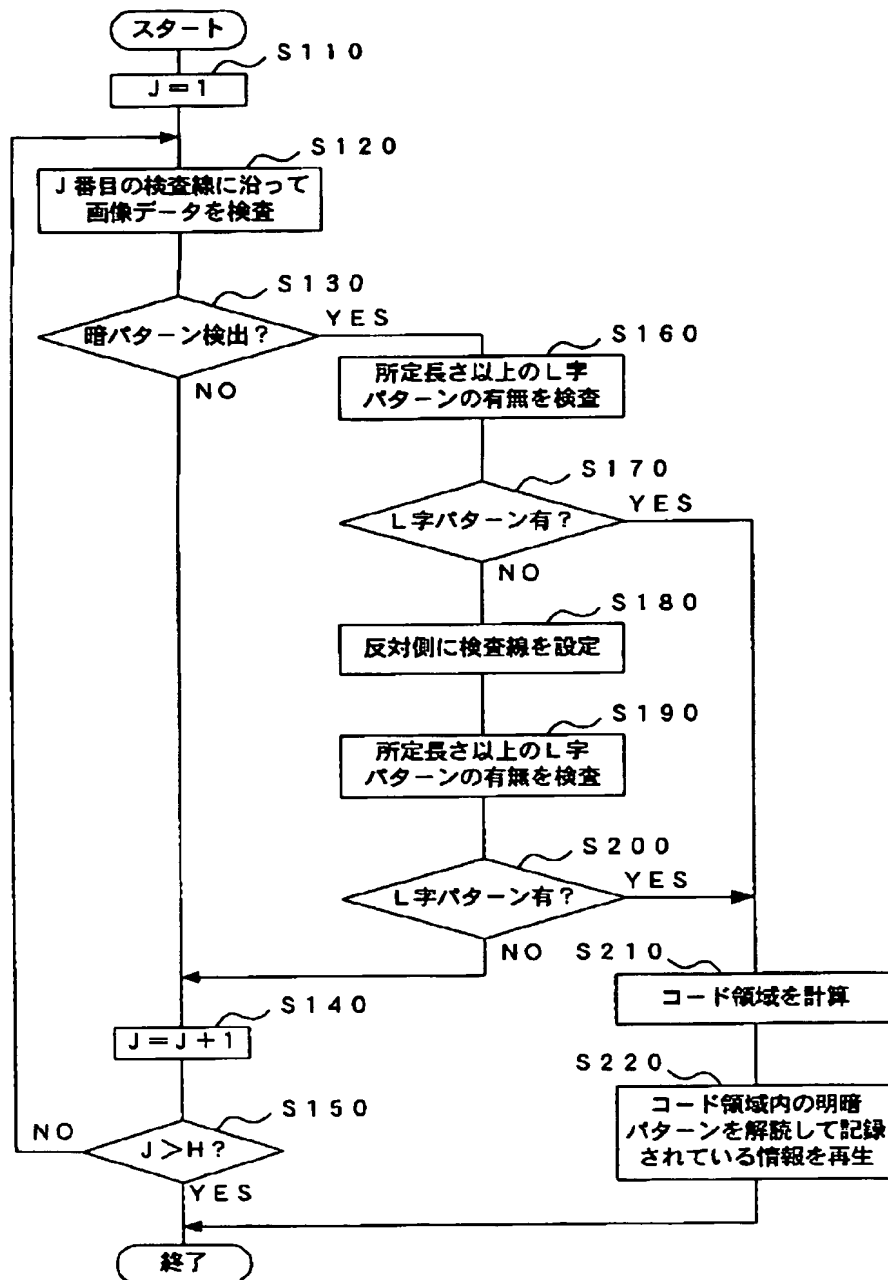 スタート
S110
J=1
S120
J番目の検査線に沿って
画像データを検査
S130
暗パターン検出?
YES
NO
S160
所定長さ以上のL字
パターンの有無を検査
S170
L字パターン有?
YES
NO
S180
反対側に検査線を設定
S190
所定長さ以上のL字
パターンの有無を検査
S200
L字パターン有?
YES
NO
S210
コード領域を計算
S140
J=J+1
S220
コード領域内の明暗
パターンを解読して記録
されている情報を再生
S150
J>H?
NO
YES
終了